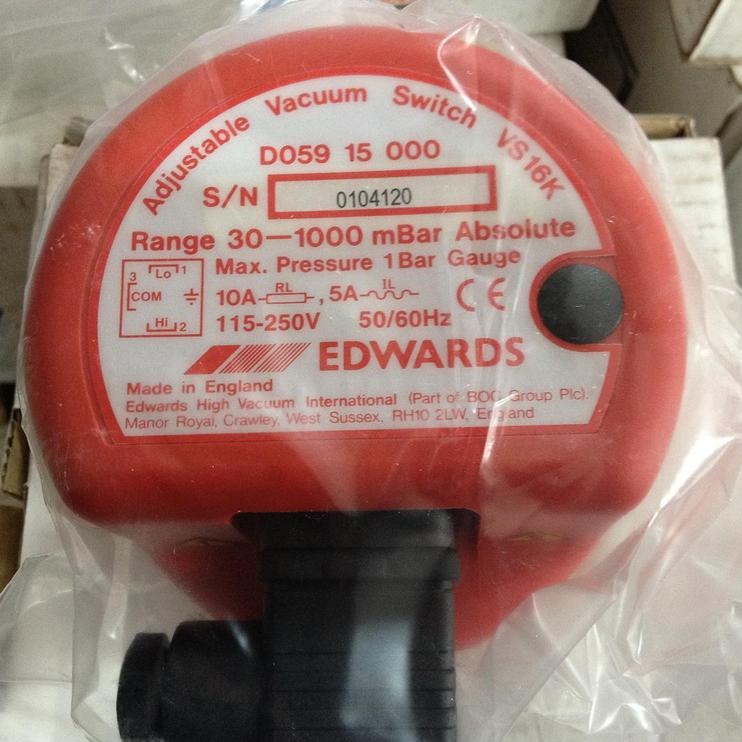 Adjustable Vacuum Switch VS16K
D059 15 000
S/N 0104120
Range 30—1000 mBar Absolute
Max. Pressure 1 Bar Gauge
3 Lo 1
COM
Hi 2
10A RL, 5A IL CE
115-250V 50/60Hz
EDWARDS
Made in England
Edwards High Vacuum International (Part of BOC Group Plc).
Manor Royal, Crawley, West Sussex, RH10 2LW, England